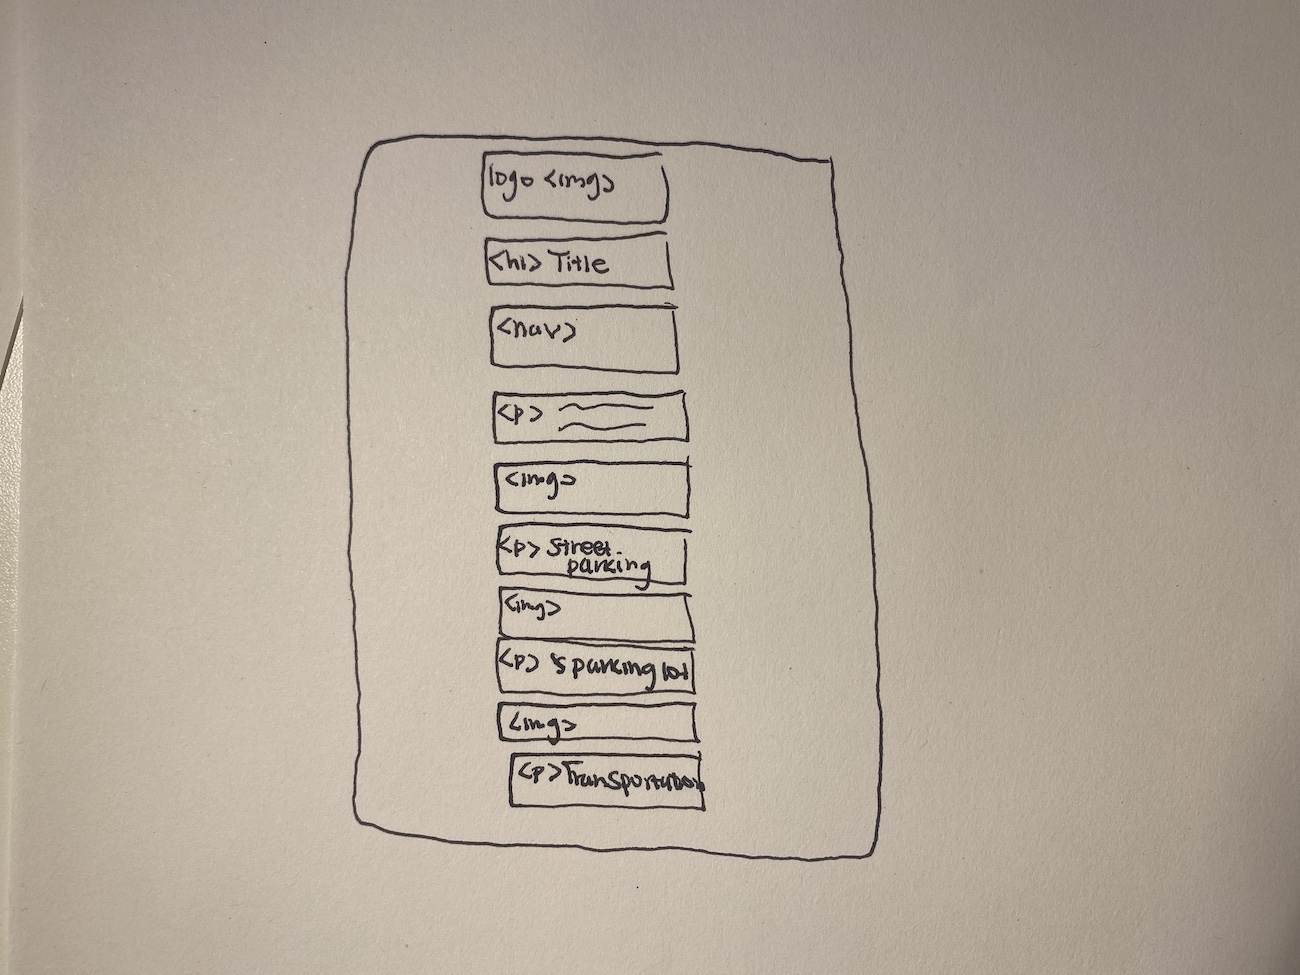 logo <img>
<h1> Title
<nav>
<p>
<img>
<p> street.
parking
<img>
<p> parking lot
<img>
<p> Transportation